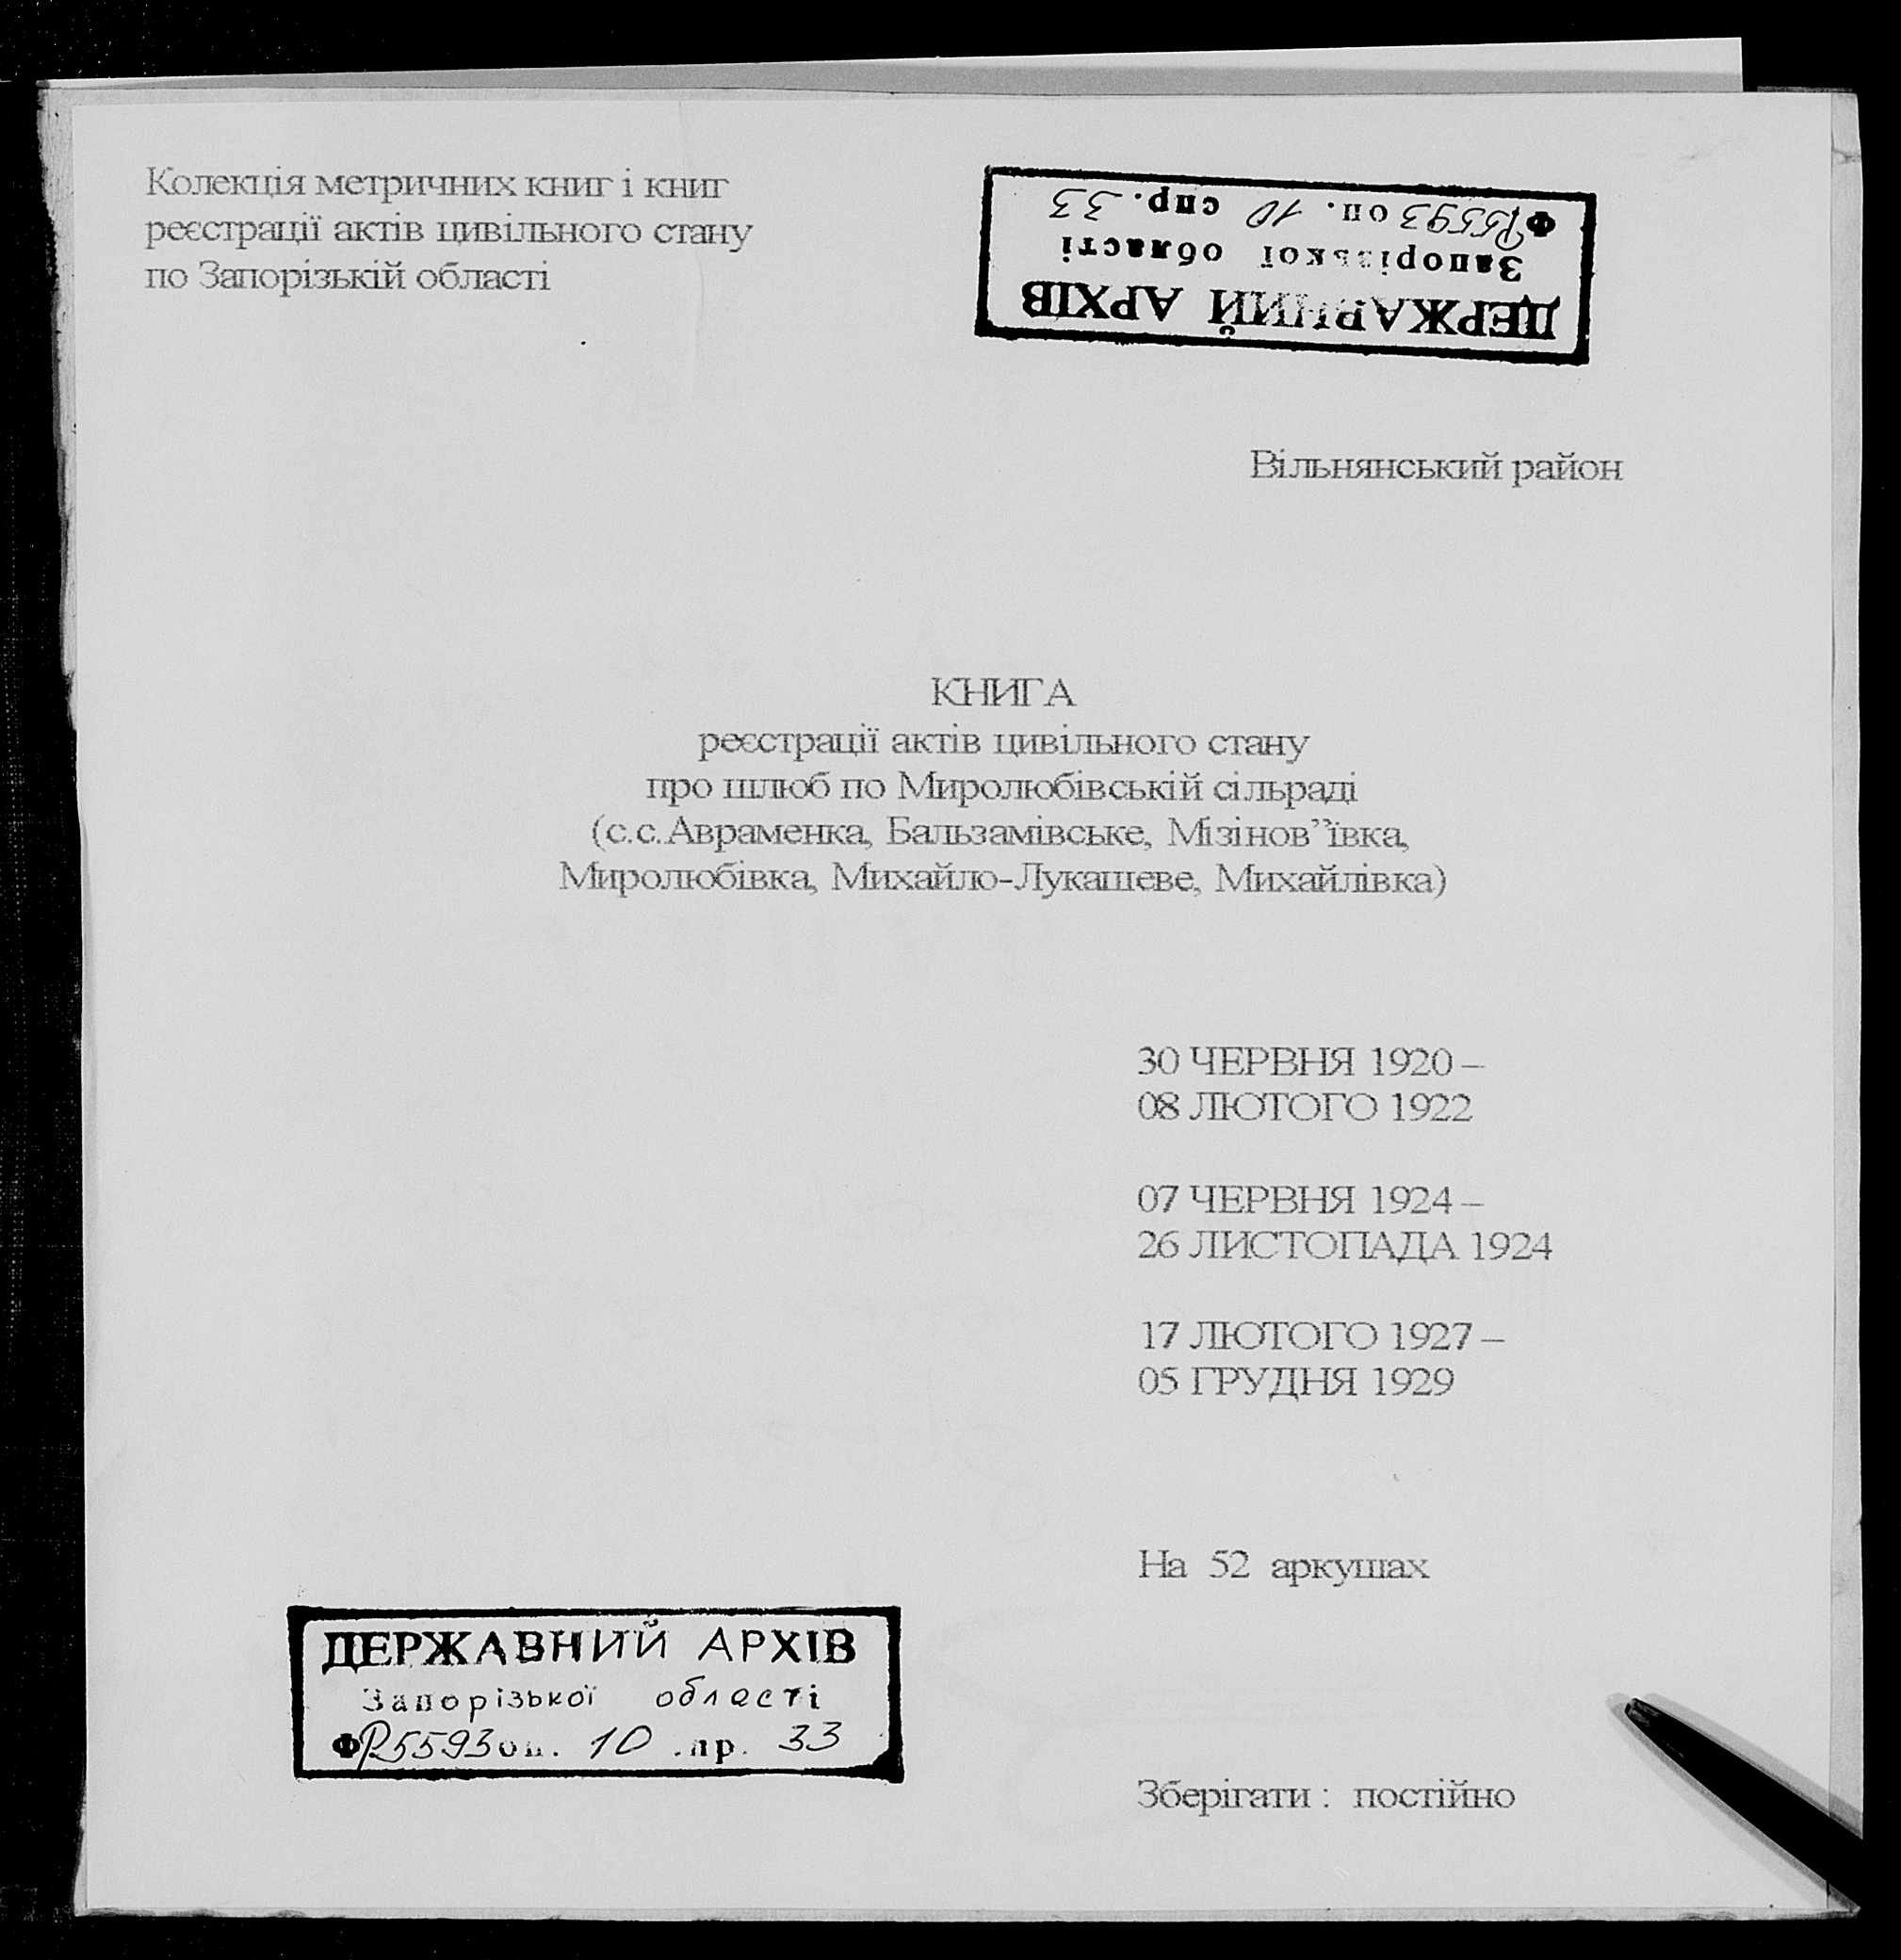 Колекція метричних книг і книг
реєстрації актів цивільного стану
по Запорізькій області
ДЕРЖАВНИЙ АРХІВ
Запорізької області
Ф Р5593 оп. 10 спр. 33
Вільнянський район
КНИГА
реєстрації актів цивільного стану
про шлюб по Миролюбівській сільраді
(с.с.Авраменка, Бальзамівське, Мізінов”ївка,
Миролюбівка, Михайло-Лукашеве, Михайлівка)
30 ЧЕРВНЯ 1920 –
08 ЛЮТОГО 1922
07 ЧЕРВНЯ 1924 –
26 ЛИСТОПАДА 1924
17 ЛЮТОГО 1927 –
05 ГРУДНЯ 1929
На 52 аркушах
ДЕРЖАВНИЙ АРХІВ
Запорізької області
Ф Р5593 оп. 10 спр. 33
Зберігати : постійно